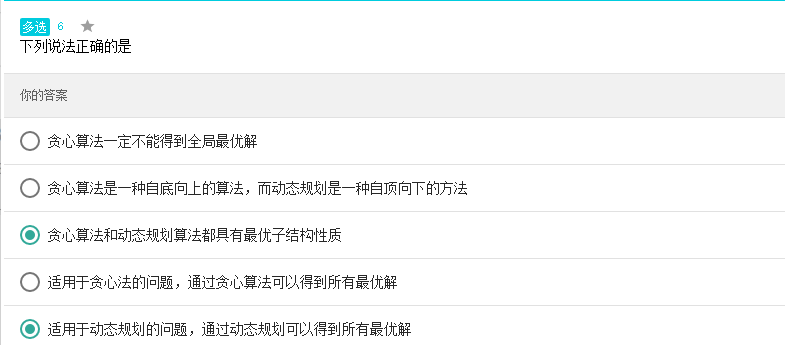 多选 6
下列说法正确的是
你的答案
贪心算法一定不能得到全局最优解
贪心算法是一种自底向上的算法，而动态规划是一种自顶向下的方法
贪心算法和动态规划算法都具有最优子结构性质
适用于贪心法的问题，通过贪心算法可以得到所有最优解
适用于动态规划的问题，通过动态规划可以得到所有最优解